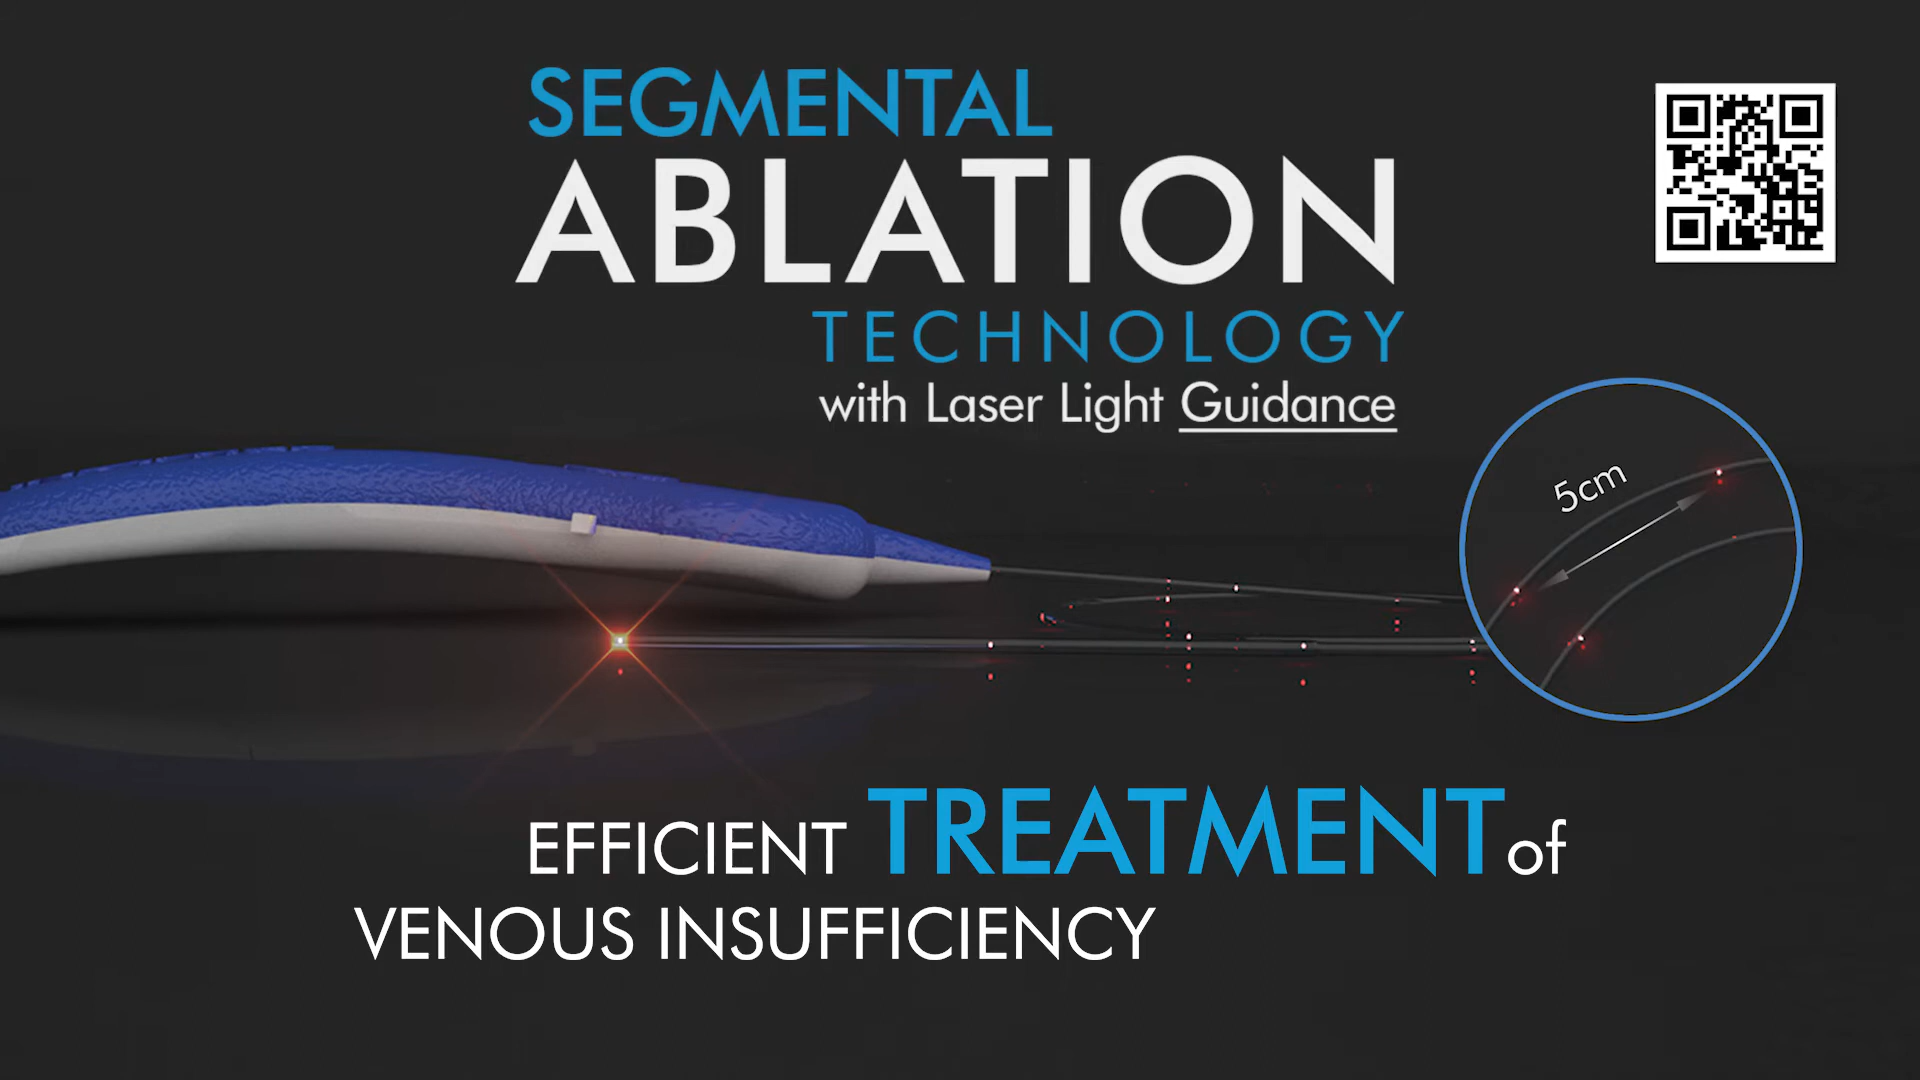 SEGMENTAL
ABLATION
TECHNOLOGY
with Laser Light Guidance
5cm
EFFICIENT TREATMENT of
VENOUS INSUFFICIENCY